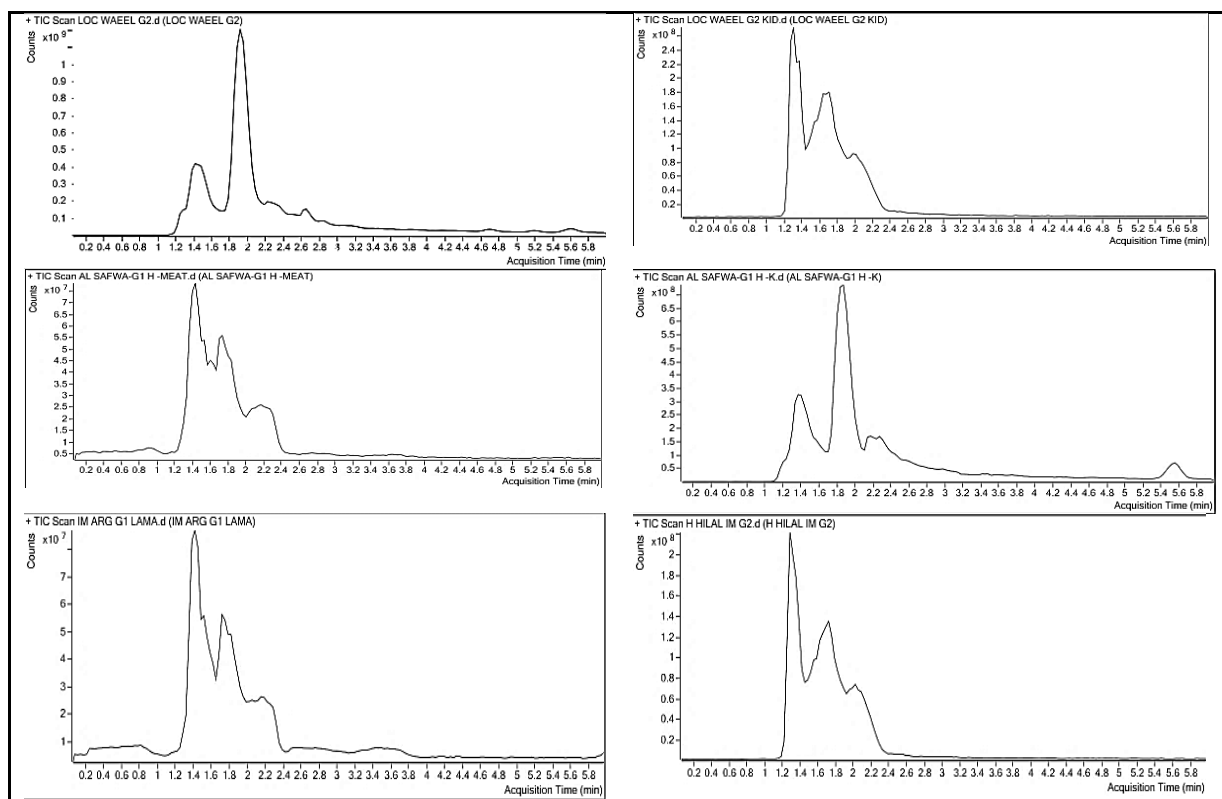 + TIC Scan LOC WAEEL G2.d (LOC WAEEL G2)
Counts
x10 9
1
0.9
0.8
0.7
0.6
0.5
0.4
0.3
0.2
0.1
0.2 0.4 0.6 0.8 1 1.2 1.4 1.6 1.8 2 2.2 2.4 2.6 2.8 3 3.2 3.4 3.6 3.8 4 4.2 4.4 4.6 4.8 5 5.2 5.4 5.6 5.8
Acquisition Time (min)
+ TIC Scan LOC WAEEL G2 KID.d (LOC WAEEL G2 KID)
Counts
x10 8
2.4
2.2
2
1.8
1.6
1.4
1.2
1
0.8
0.6
0.4
0.2
0.2 0.4 0.6 0.8 1 1.2 1.4 1.6 1.8 2 2.2 2.4 2.6 2.8 3 3.2 3.4 3.6 3.8 4 4.2 4.4 4.6 4.8 5 5.2 5.4 5.6 5.8
Acquisition Time (min)
+ TIC Scan AL SAFWA-G1 H -MEAT.d (AL SAFWA-G1 H -MEAT)
Counts
x10 7
7.5
7
6.5
6
5.5
5
4.5
4
3.5
3
2.5
2
1.5
1
0.5
0.2 0.4 0.6 0.8 1 1.2 1.4 1.6 1.8 2 2.2 2.4 2.6 2.8 3 3.2 3.4 3.6 3.8 4 4.2 4.4 4.6 4.8 5 5.2 5.4 5.6 5.8
Acquisition Time (min)
+ TIC Scan AL SAFWA-G1 H -K.d (AL SAFWA-G1 H -K)
Counts
x10 8
6.5
6
5.5
5
4.5
4
3.5
3
2.5
2
1.5
1
0.5
0.2 0.4 0.6 0.8 1 1.2 1.4 1.6 1.8 2 2.2 2.4 2.6 2.8 3 3.2 3.4 3.6 3.8 4 4.2 4.4 4.6 4.8 5 5.2 5.4 5.6 5.8
Acquisition Time (min)
+ TIC Scan IM ARG G1 LAMA.d (IM ARG G1 LAMA)
Counts
x10 7
7
6
5
4
3
2
1
0.2 0.4 0.6 0.8 1 1.2 1.4 1.6 1.8 2 2.2 2.4 2.6 2.8 3 3.2 3.4 3.6 3.8 4 4.2 4.4 4.6 4.8 5 5.2 5.4 5.6 5.8
Acquisition Time (min)
+ TIC Scan H HILAL IM G2.d (H HILAL IM G2)
Counts
x10 8
2
1.8
1.6
1.4
1.2
1
0.8
0.6
0.4
0.2
0.2 0.4 0.6 0.8 1 1.2 1.4 1.6 1.8 2 2.2 2.4 2.6 2.8 3 3.2 3.4 3.6 3.8 4 4.2 4.4 4.6 4.8 5 5.2 5.4 5.6 5.8
Acquisition Time (min)